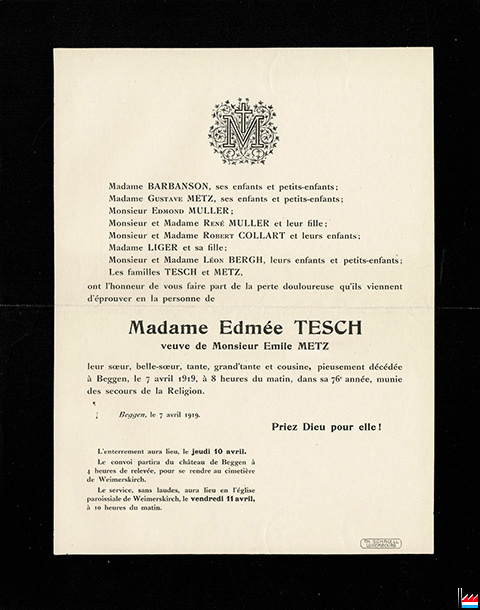 M
Madame BARBANSON, ses enfants et petits-enfants;
Madame GUSTAVE METZ, ses enfants et petits-enfants;
Monsieur EDMOND MULLER;
Monsieur et Madame RENÉ MULLER et leur fille;
Monsieur et Madame ROBERT COLLART et leurs enfants;
Madame LIGER et sa fille;
Monsieur et Madame LÉON BERGH, leurs enfants et petits-enfants;
Les familles TESCH et METZ,
ont l'honneur de vous faire part de la perte douloureuse qu'ils viennent
d'éprouver en la personne de
Madame Edmée TESCH
veuve de Monsieur Emile METZ
leur sœur, belle-sœur, tante, grand'tante et cousine, pieusement décédée
à Beggen, le 7 avril 1919, à 8 heures du matin, dans sa 76e année, munie
des secours de la Religion.
Beggen, le 7 avril 1919.
Priez Dieu pour elle!
L'enterrement aura lieu, le jeudi 10 avril.
Le convoi partira du château de Beggen à
4 heures de relevée, pour se rendre au cimetière
de Weimerskirch.
Le service, sans laudes, aura lieu en l'église
paroissiale de Weimerskirch, le vendredi 11 avril,
à 10 heures du matin.
TH. SCHROELL
LUXEMBOURG